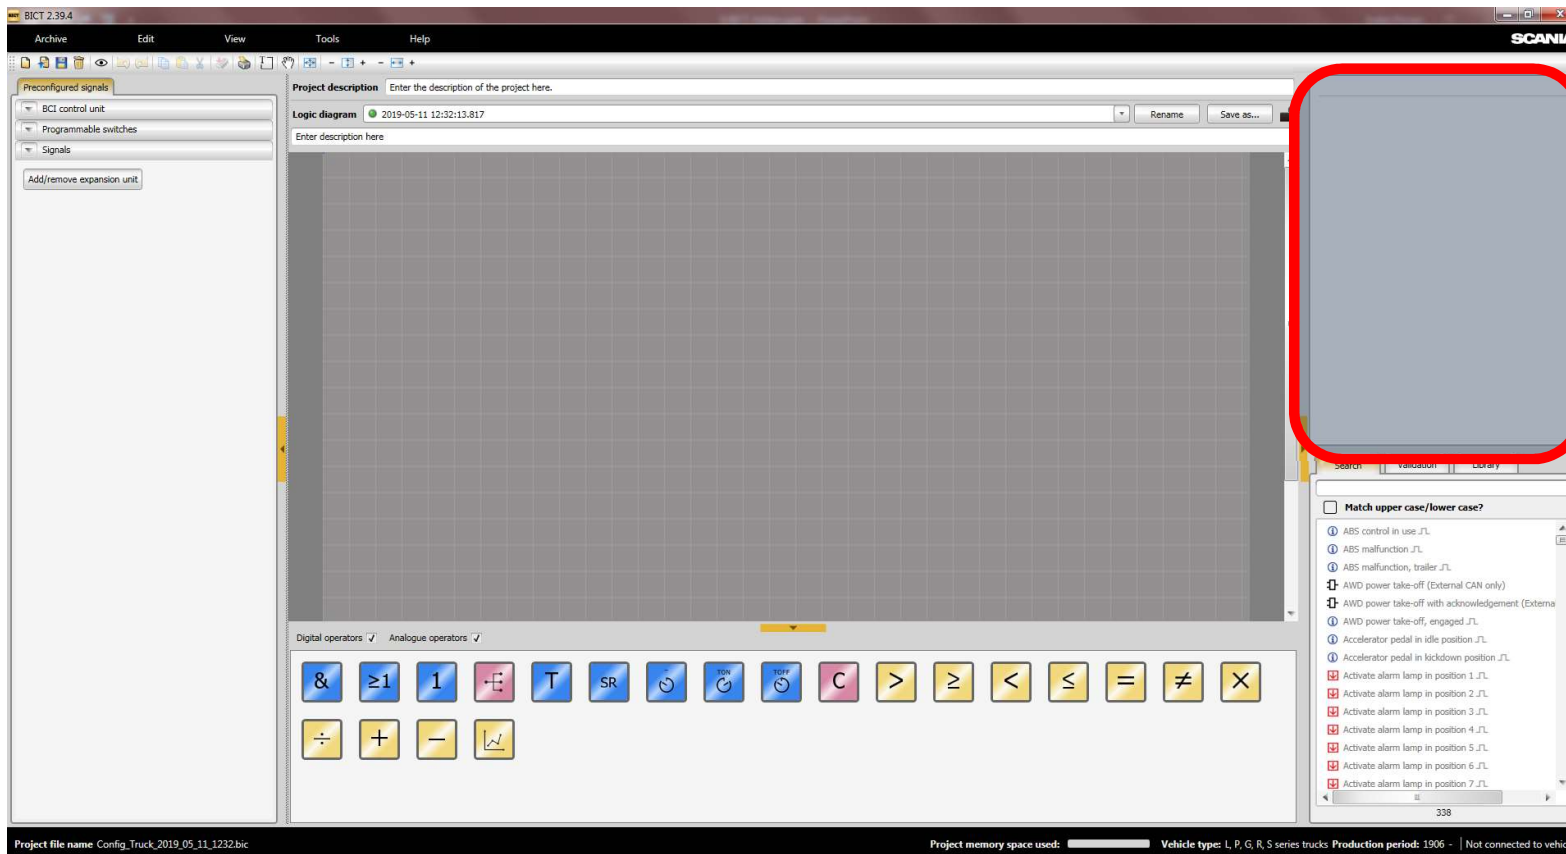 BICT 2.39.4
Archive Edit View Tools Help
SCANIA
Preconfigured signals
BCI control unit
Programmable switches
Signals
Add/remove expansion unit
Project description Enter the description of the project here.
Logic diagram 2019-05-11 12:32:13.817 Rename Save as...
Enter description here
Digital operators Analogue operators
& ≥1 1 T SR TON TOFF C > ≥ < ≤ = ≠ ×
÷ + −
Search Validation Library
Match upper case/lower case?
ABS control in use
ABS malfunction
ABS malfunction, trailer
AWD power take-off (External CAN only)
AWD power take-off with acknowledgement (Externa
AWD power take-off, engaged
Accelerator pedal in idle position
Accelerator pedal in kickdown position
Activate alarm lamp in position 1
Activate alarm lamp in position 2
Activate alarm lamp in position 3
Activate alarm lamp in position 4
Activate alarm lamp in position 5
Activate alarm lamp in position 6
Activate alarm lamp in position 7
338
Project file name Config_Truck_2019_05_11_1232.bic Project memory space used: Vehicle type: L, P, G, R, S series trucks Production period: 1906 - Not connected to vehic